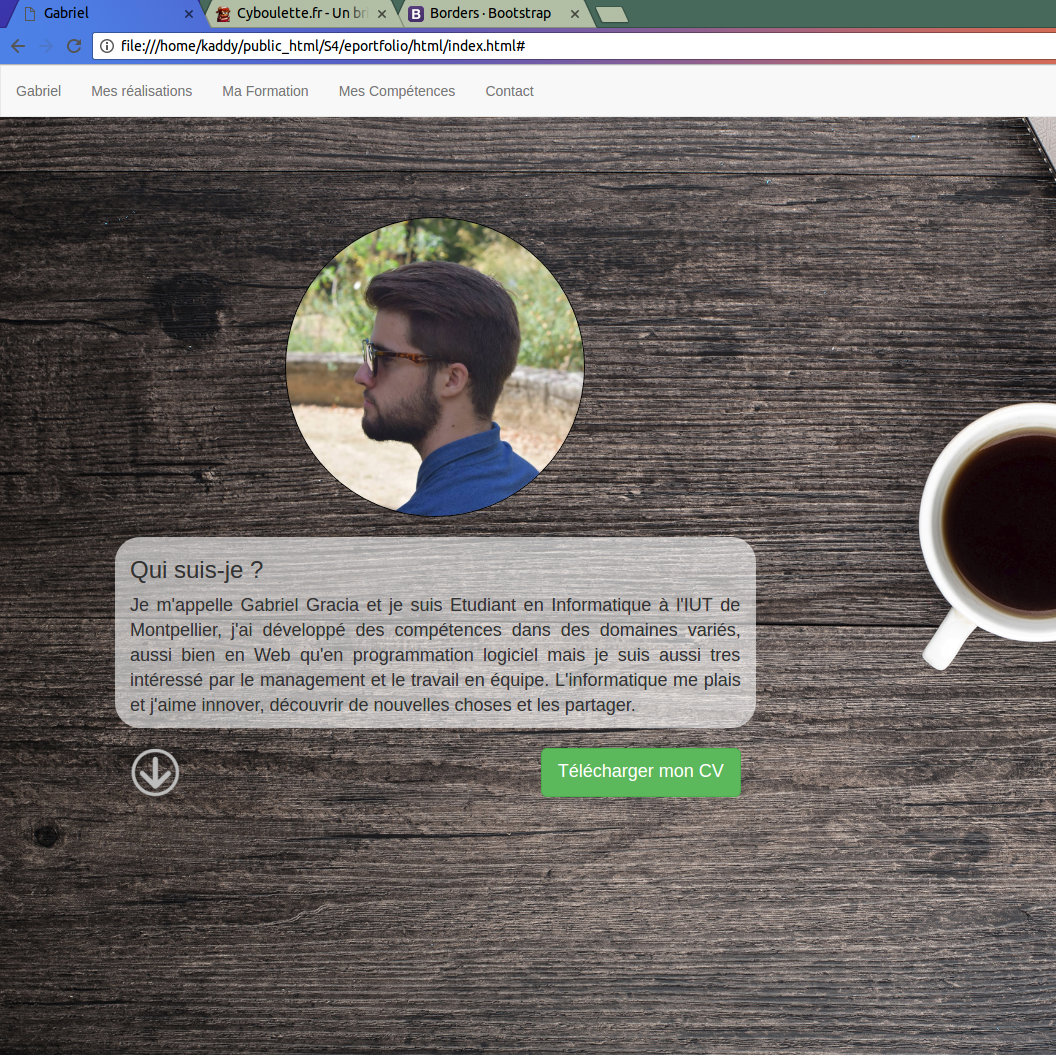 Gabriel
Cyboulette.fr - Un bri
Borders · Bootstrap
file:///home/kaddy/public_html/S4/eportfolio/html/index.html#
Gabriel Mes réalisations Ma Formation Mes Compétences Contact
Qui suis-je ?
Je m'appelle Gabriel Gracia et je suis Etudiant en Informatique à l'IUT de
Montpellier, j'ai développé des compétences dans des domaines variés,
aussi bien en Web qu'en programmation logiciel mais je suis aussi tres
intéressé par le management et le travail en équipe. L'informatique me plais
et j'aime innover, découvrir de nouvelles choses et les partager.
Télécharger mon CV